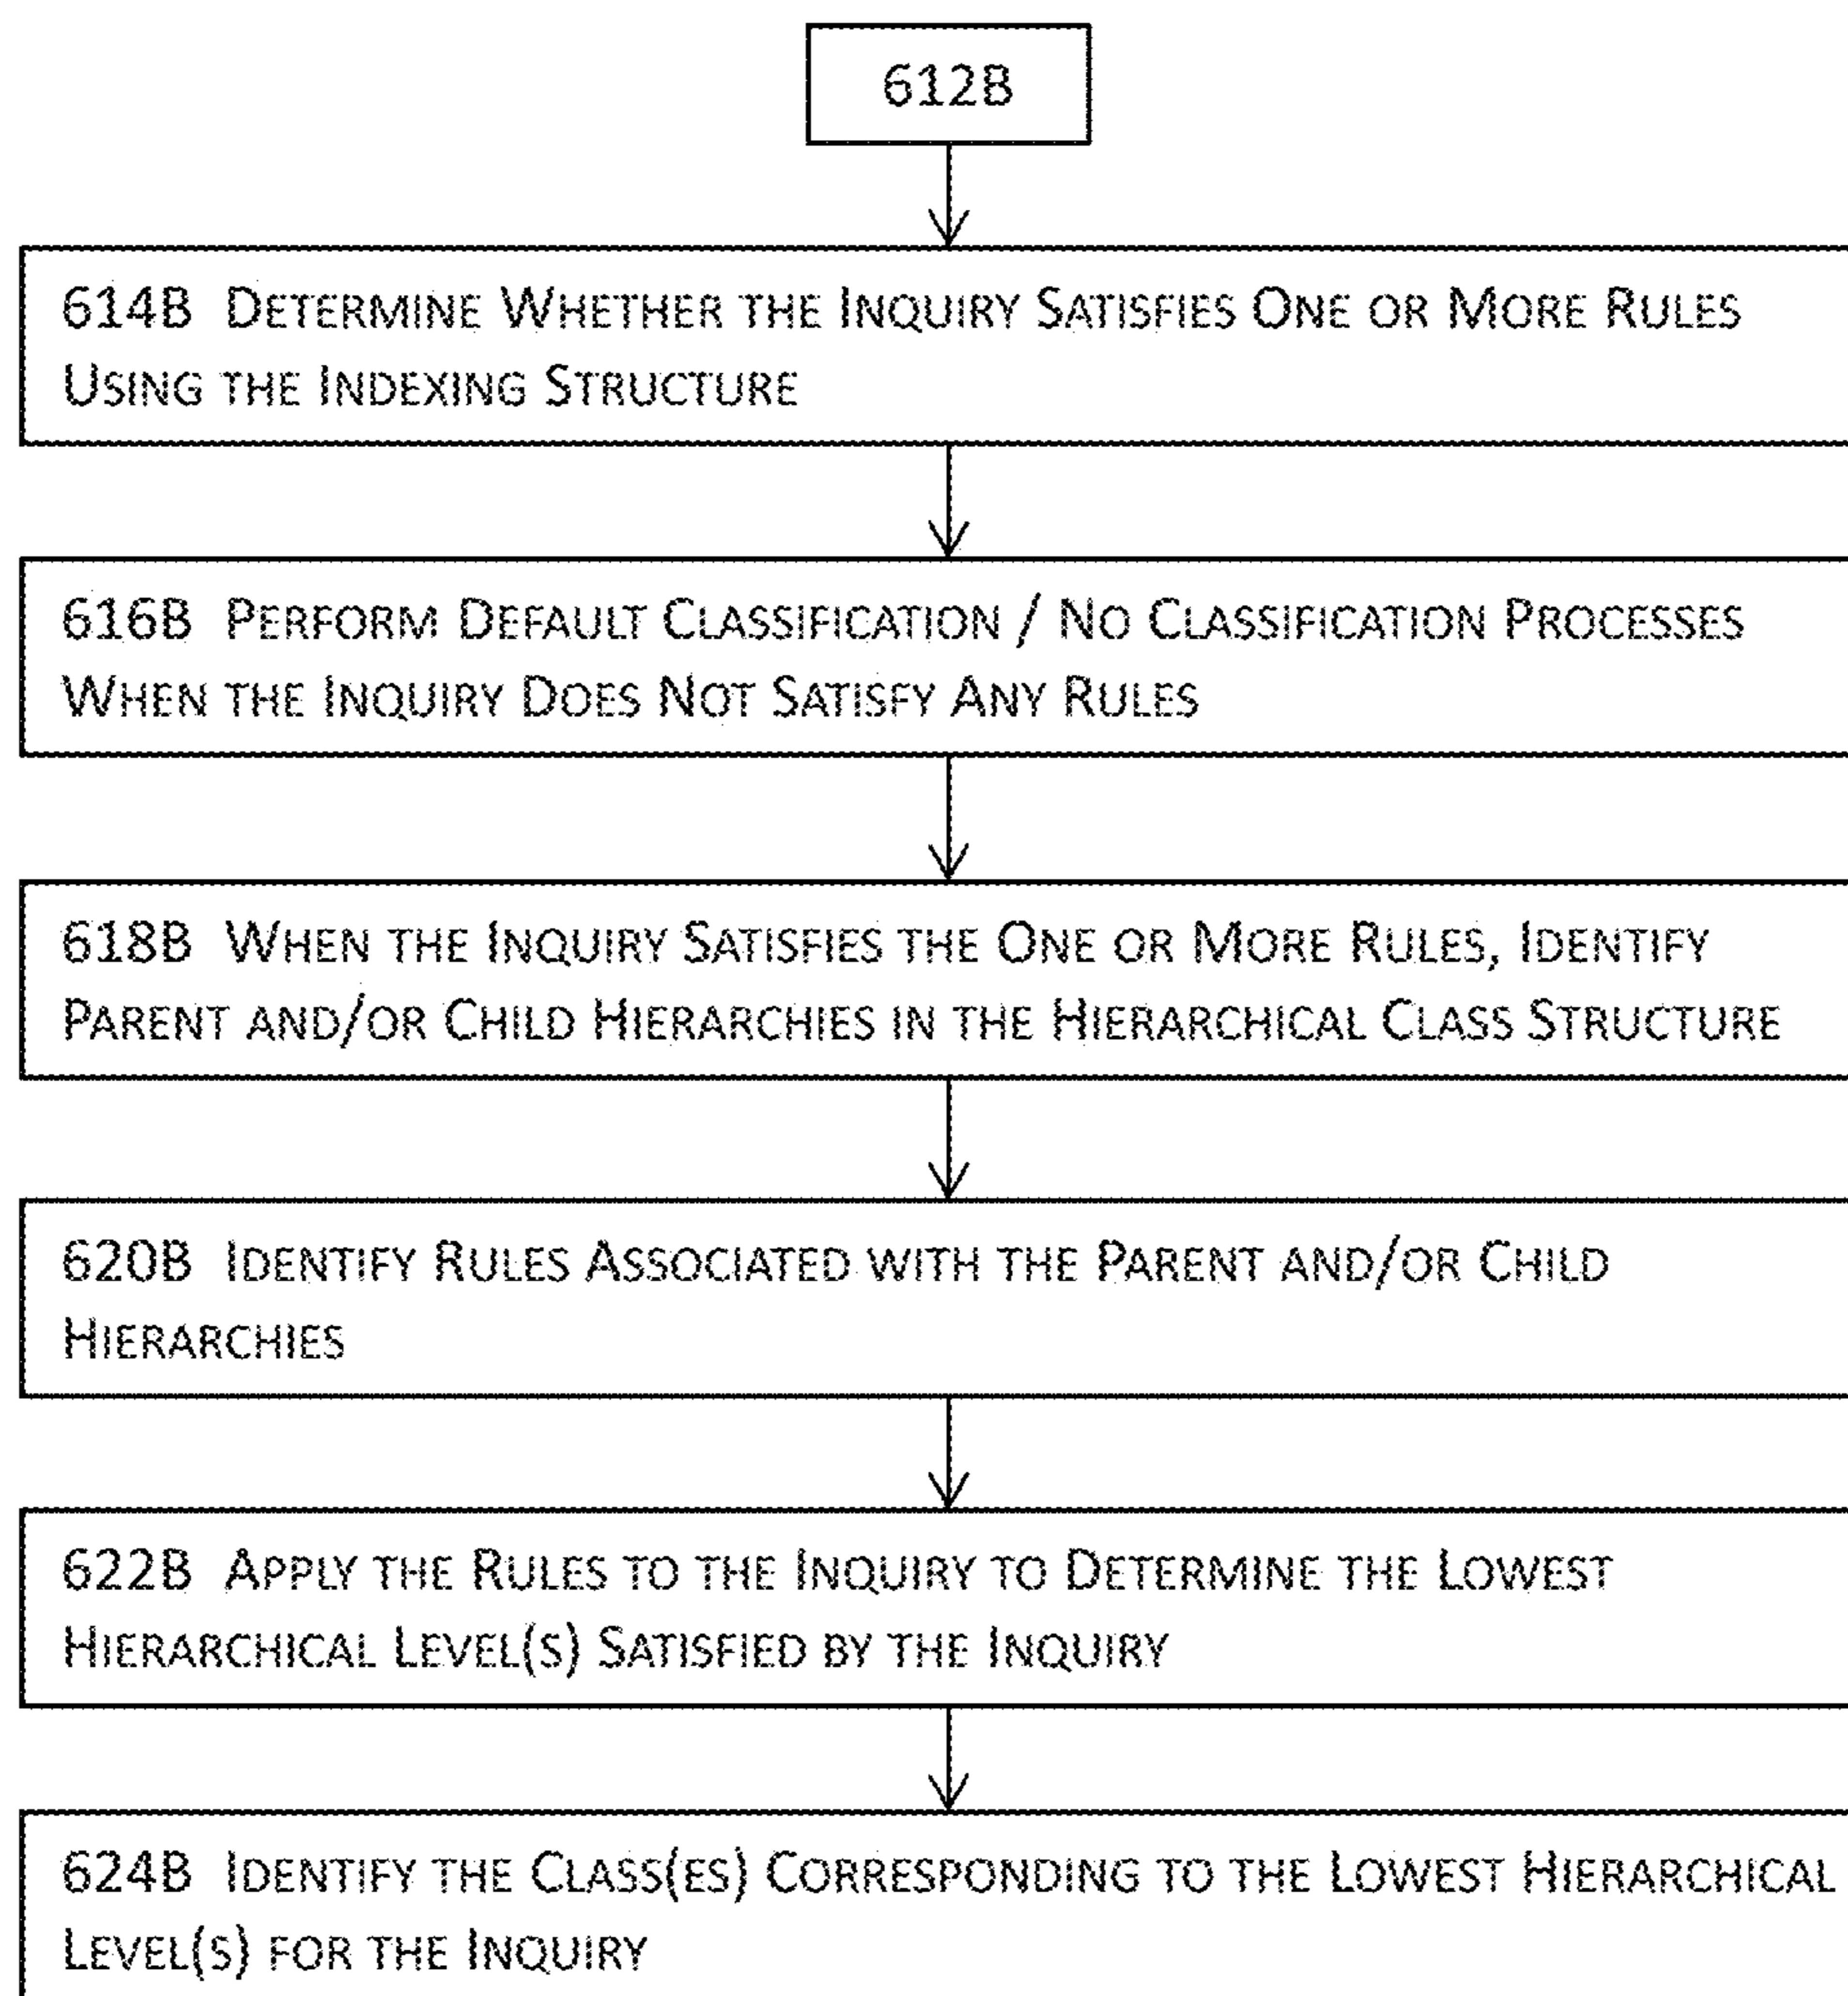 612B
614B DETERMINE WHETHER THE INQUIRY SATISFIES ONE OR MORE RULES
USING THE INDEXING STRUCTURE
616B PERFORM DEFAULT CLASSIFICATION / NO CLASSIFICATION PROCESSES
WHEN THE INQUIRY DOES NOT SATISFY ANY RULES
618B WHEN THE INQUIRY SATISFIES THE ONE OR MORE RULES, IDENTIFY
PARENT AND/OR CHILD HIERARCHIES IN THE HIERARCHICAL CLASS STRUCTURE
620B IDENTIFY RULES ASSOCIATED WITH THE PARENT AND/OR CHILD
HIERARCHIES
622B APPLY THE RULES TO THE INQUIRY TO DETERMINE THE LOWEST
HIERARCHICAL LEVEL(S) SATISFIED BY THE INQUIRY
624B IDENTIFY THE CLASS(ES) CORRESPONDING TO THE LOWEST HIERARCHICAL
LEVEL(S) FOR THE INQUIRY